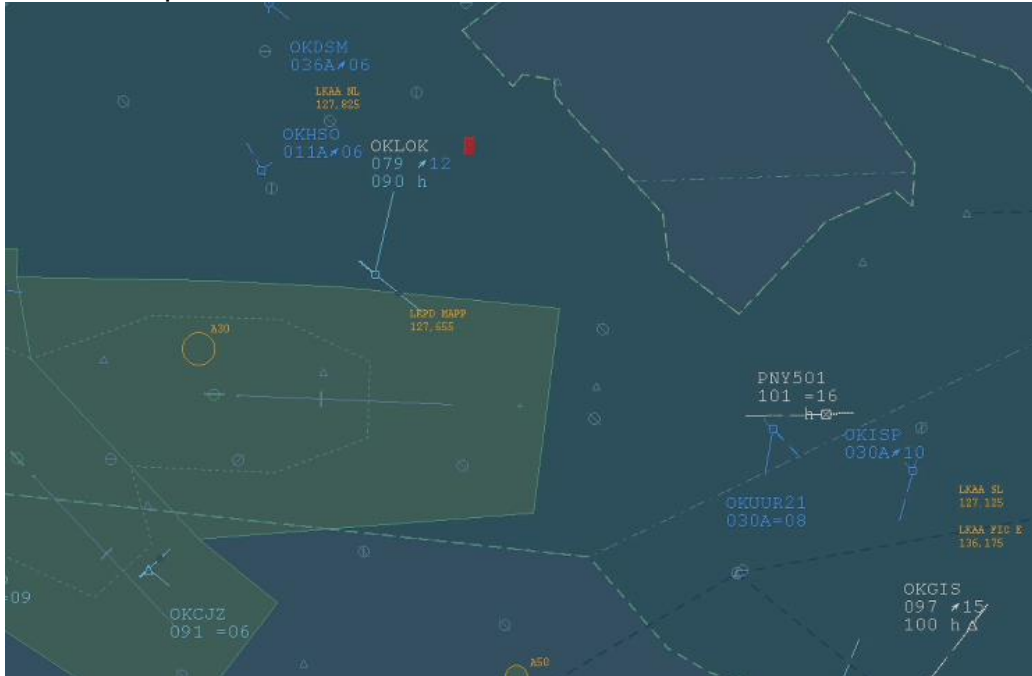 OKDSM
036A↗06
LKAA NL
127,825
OKHSO
011A↗06
OKLOK
079 ↗12
090 h
LKPD MAPP
127,655
A30
PNY501
101 =16
h
OKISP
030A↗10
OKUUR21
030A=08
LKAA SL
127,125
LKAA FIC E
136,175
=09
OKCJZ
091 =06
OKGIS
097 ↗15
100 h
A50